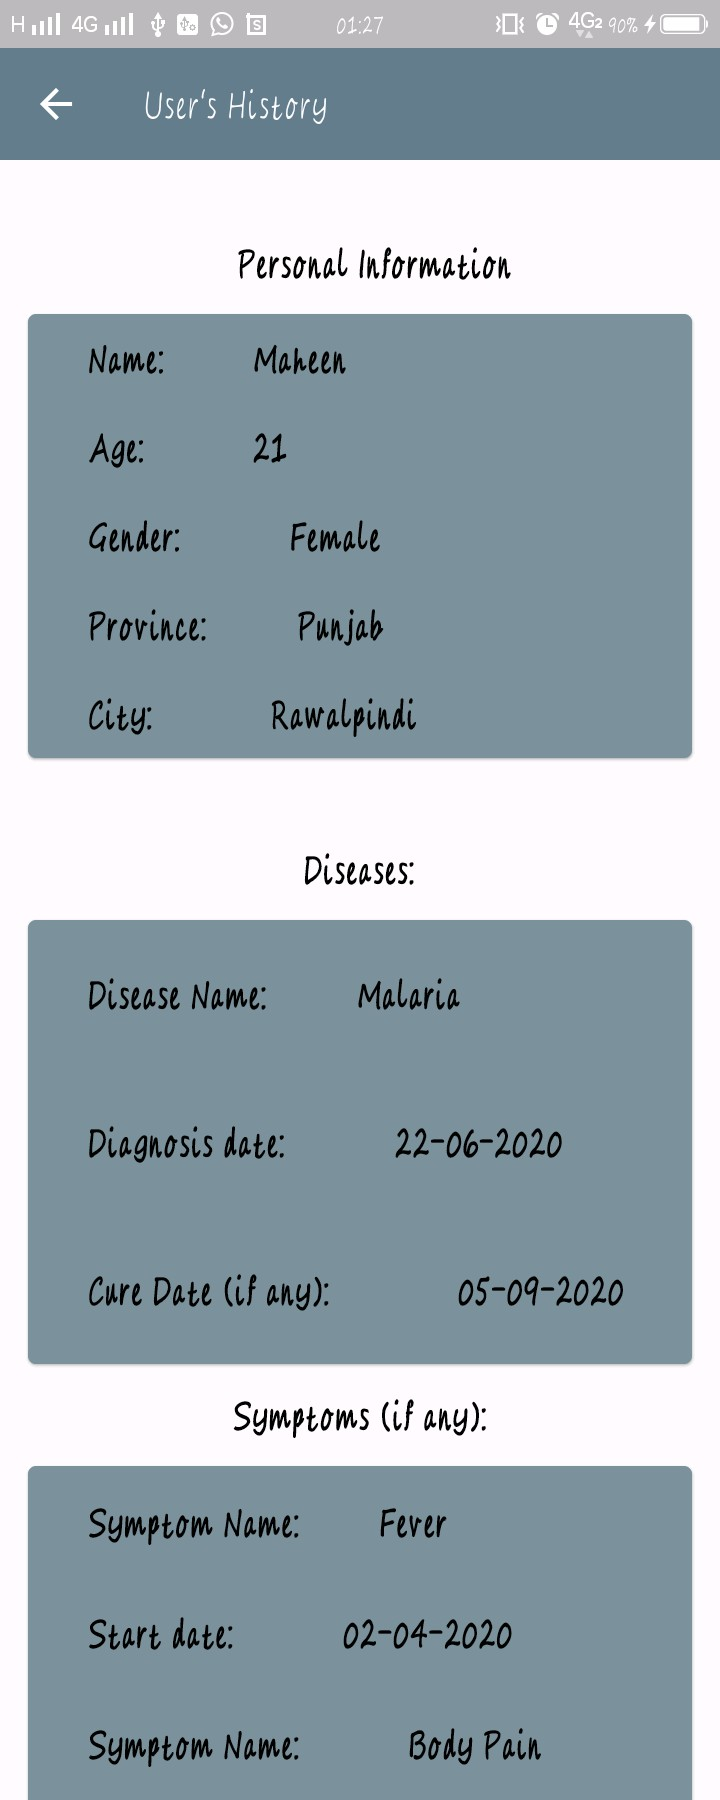 H 4G 01:27 4G2 90%
User's History
Personal Information
Name: Maheen
Age: 21
Gender: Female
Province: Punjab
City: Rawalpindi
Diseases:
Disease Name: Malaria
Diagnosis date: 22-06-2020
Cure Date (if any): 05-09-2020
Symptoms (if any):
Symptom Name: Fever
Start date: 02-04-2020
Symptom Name: Body Pain